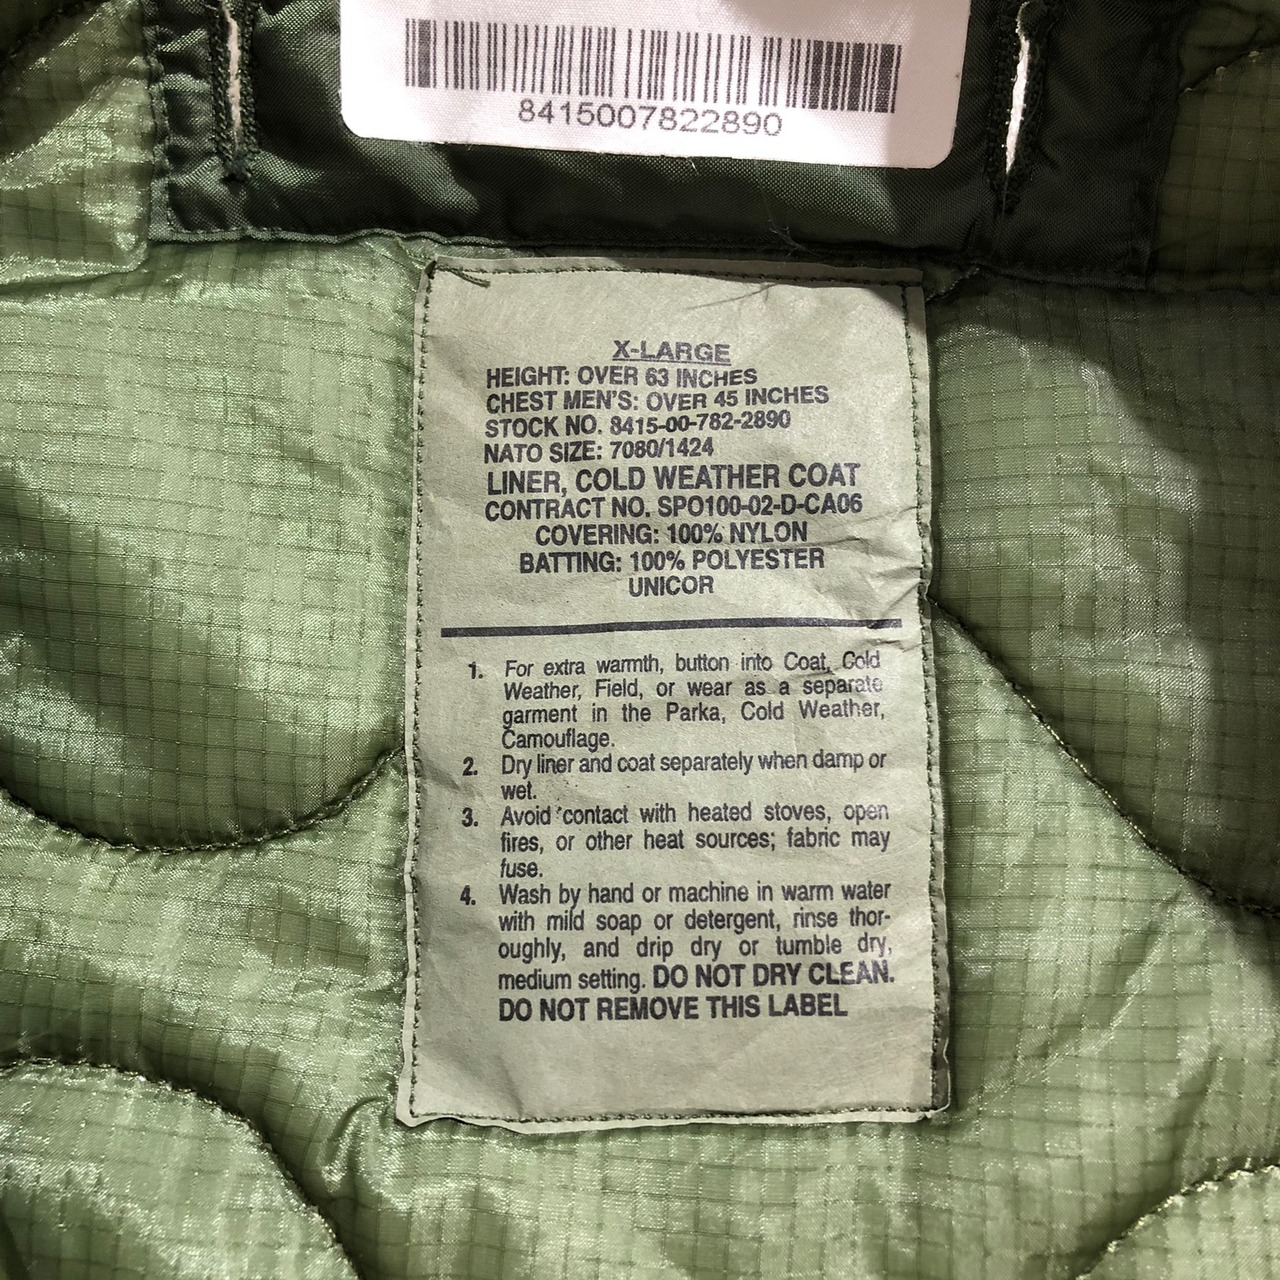 8415007822890
X-LARGE
HEIGHT: OVER 63 INCHES
CHEST MEN'S: OVER 45 INCHES
STOCK NO. 8415-00-782-2890
NATO SIZE: 7080/1424
LINER, COLD WEATHER COAT
CONTRACT NO. SPO100-02-D-CA06
COVERING: 100% NYLON
BATTING: 100% POLYESTER
UNICOR
1. For extra warmth, button into Coat, Cold
Weather, Field, or wear as a separate
garment in the Parka, Cold Weather,
Camouflage.
2. Dry liner and coat separately when damp or
wet.
3. Avoid contact with heated stoves, open
fires, or other heat sources; fabric may
fuse.
4. Wash by hand or machine in warm water
with mild soap or detergent, rinse thor-
oughly, and drip dry or tumble dry,
medium setting. DO NOT DRY CLEAN.
DO NOT REMOVE THIS LABEL